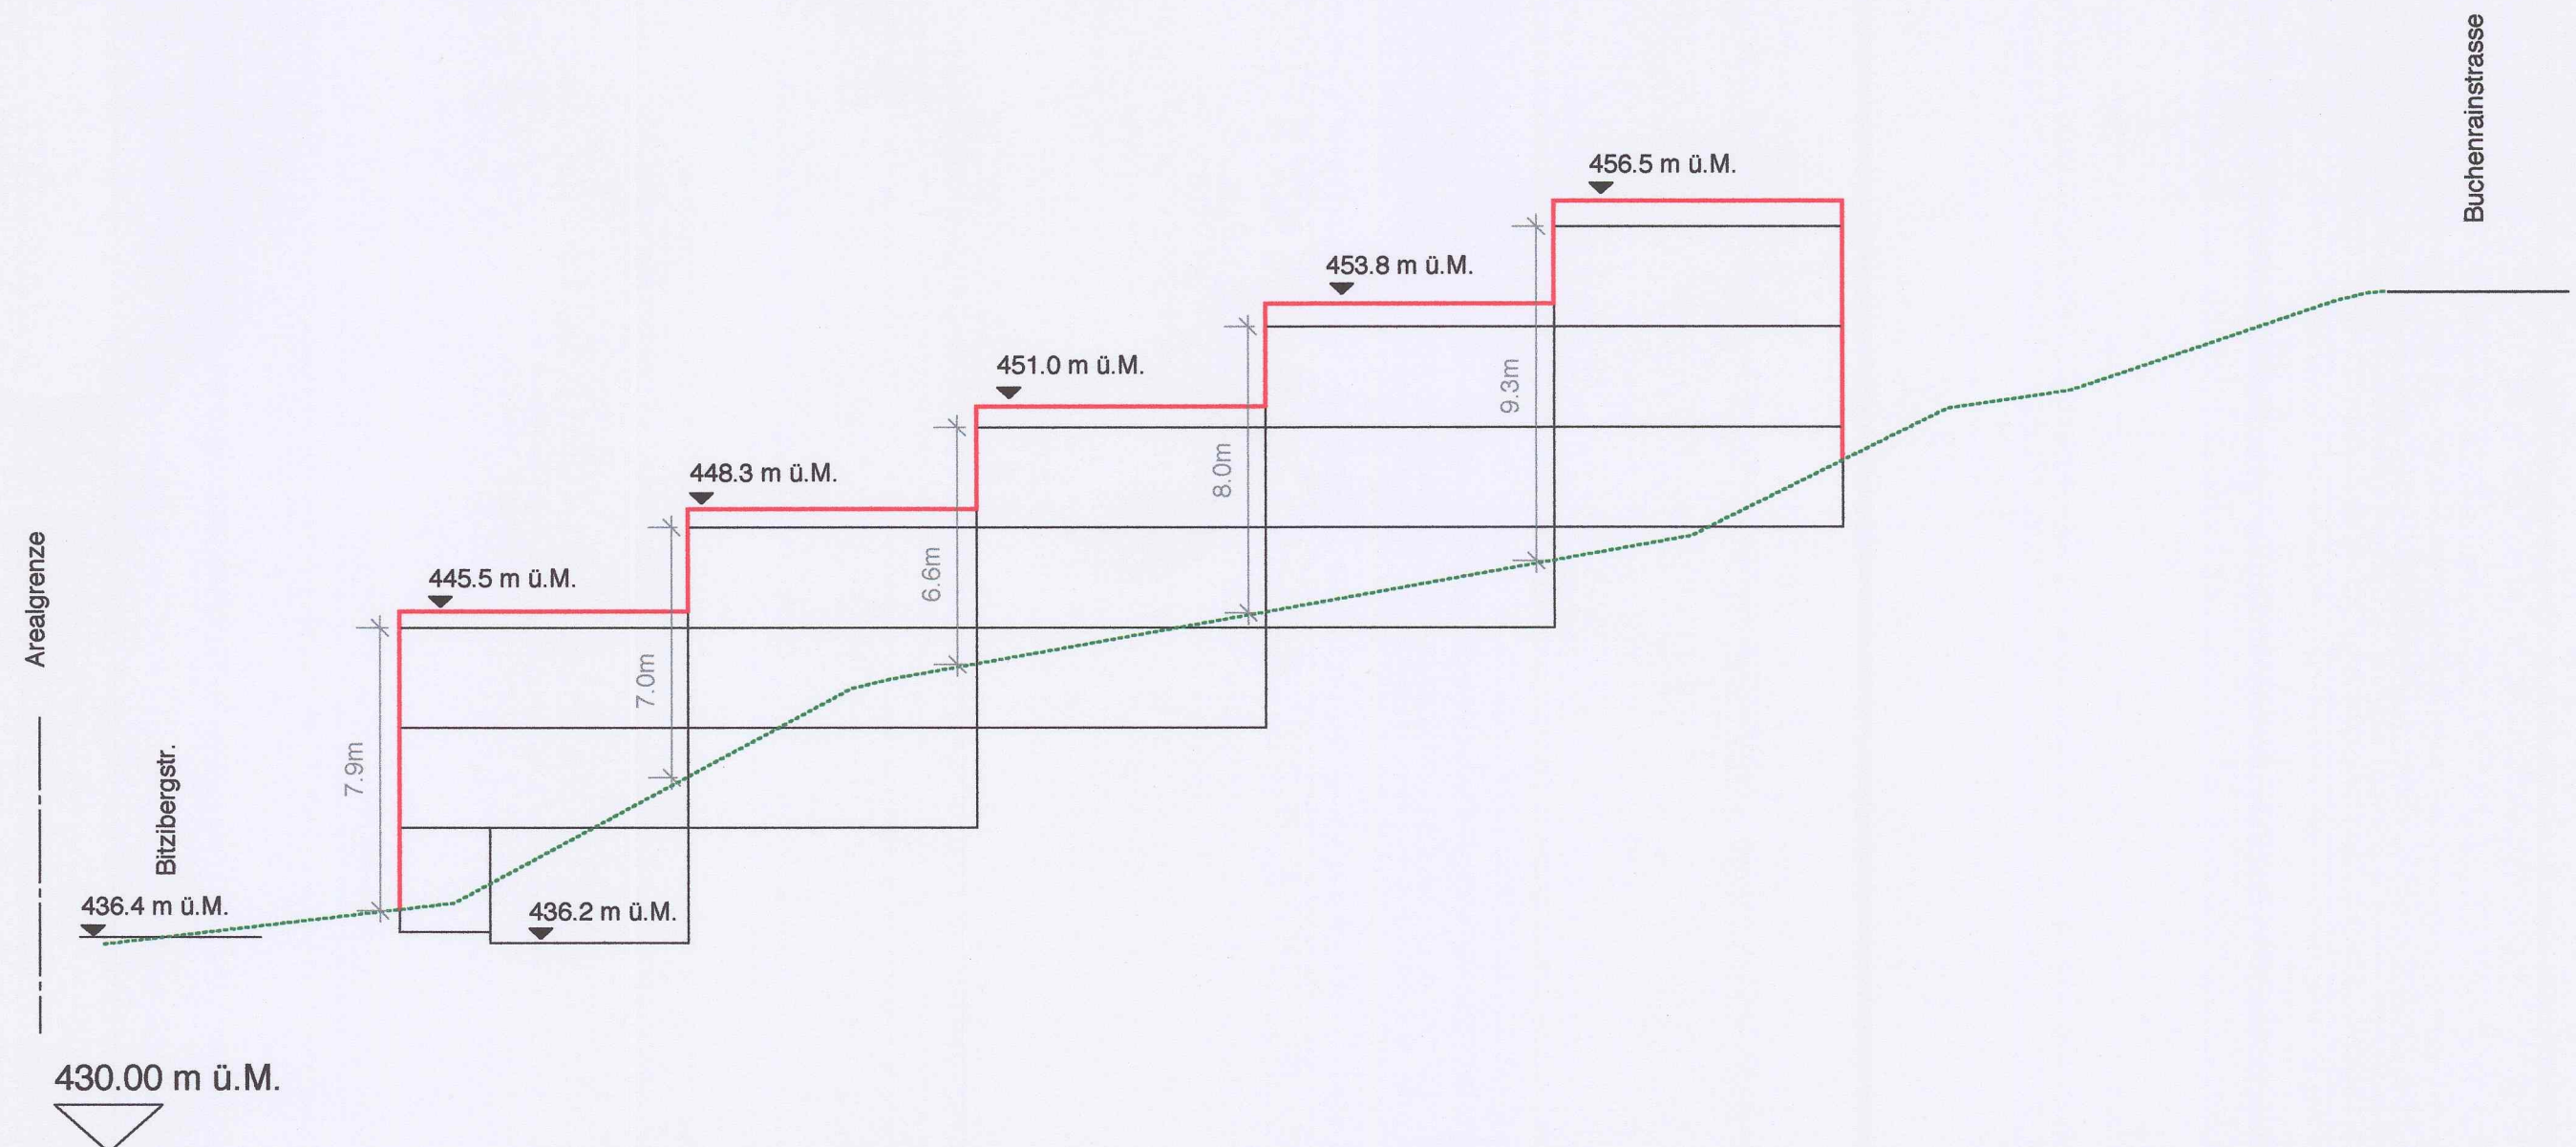 Buchenrainstrasse
456.5 m ü.M.
453.8 m ü.M.
451.0 m ü.M.
9.3m
8.0m
448.3 m ü.M.
6.6m
445.5 m ü.M.
7.0m
Arealgrenze
7.9m
Bitzibergstr.
436.4 m ü.M.
436.2 m ü.M.
430.00 m ü.M.